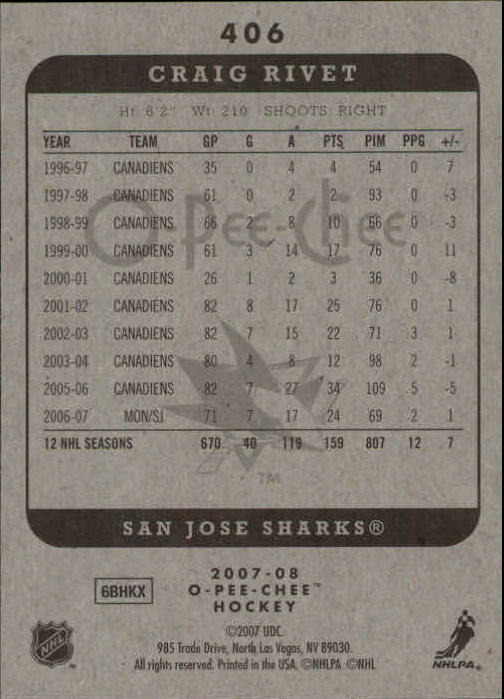 406
CRAIG RIVET
Ht: 6'2" Wt: 210 SHOOTS: RIGHT
YEAR TEAM GP G A PTS PIM PPG +/-
1996-97 CANADIENS 35 0 4 4 54 0 7
1997-98 CANADIENS 61 0 2 2 93 0 -3
1998-99 CANADIENS 66 2 8 10 66 0 -3
O-Pee-Chee
1999-00 CANADIENS 61 3 14 17 76 0 11
2000-01 CANADIENS 26 1 2 3 36 0 -8
2001-02 CANADIENS 82 8 17 25 76 0 1
2002-03 CANADIENS 82 7 15 22 71 3 1
2003-04 CANADIENS 80 4 8 12 98 2 -1
2005-06 CANADIENS 82 7 27 34 109 5 -5
2006-07 MON/SJ 71 7 17 24 69 2 1
12 NHL SEASONS 670 40 119 159 807 12 7
TM
SAN JOSE SHARKS®
2007-08
6BHKX O-PEE-CHEE™
HOCKEY
©2007 UDC.
985 Trade Drive, North Las Vegas, NV 89030.
All rights reserved. Printed in the USA. ©NHLPA ©NHL
NHL
NHLPA®